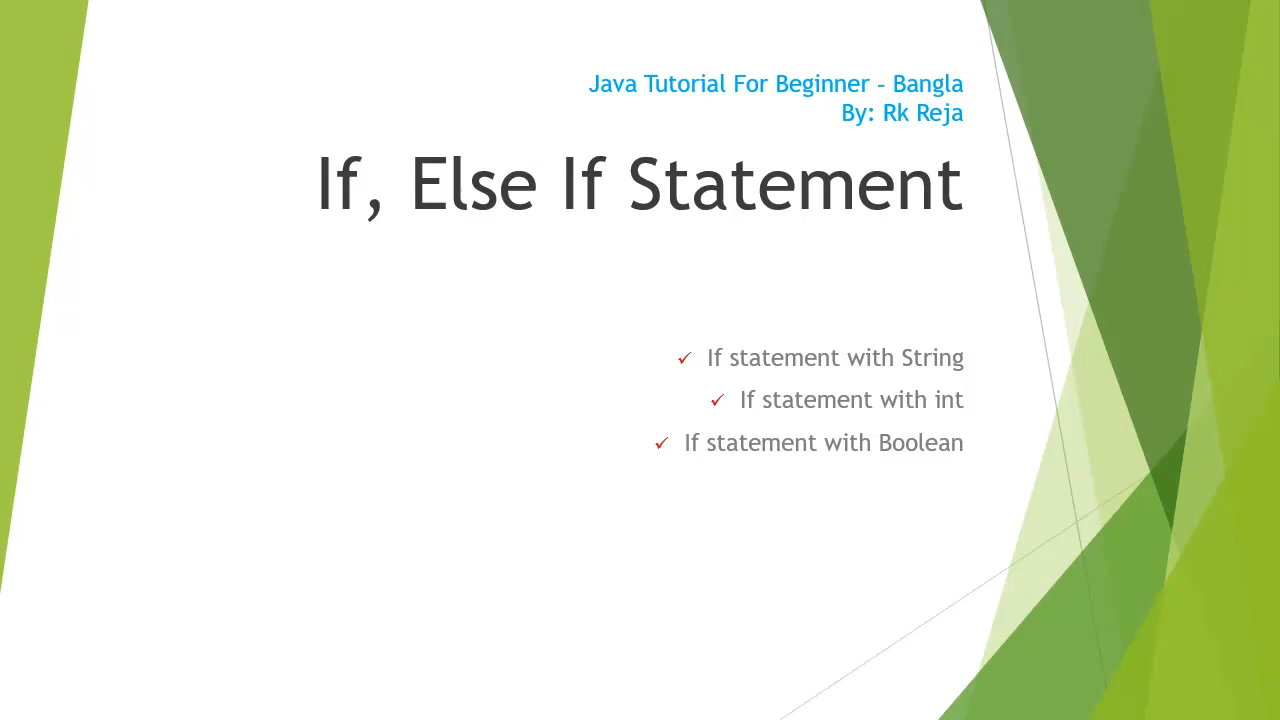 Java Tutorial For Beginner – Bangla
By: Rk Reja
If, Else If Statement
✓ If statement with String
✓ If statement with int
✓ If statement with Boolean